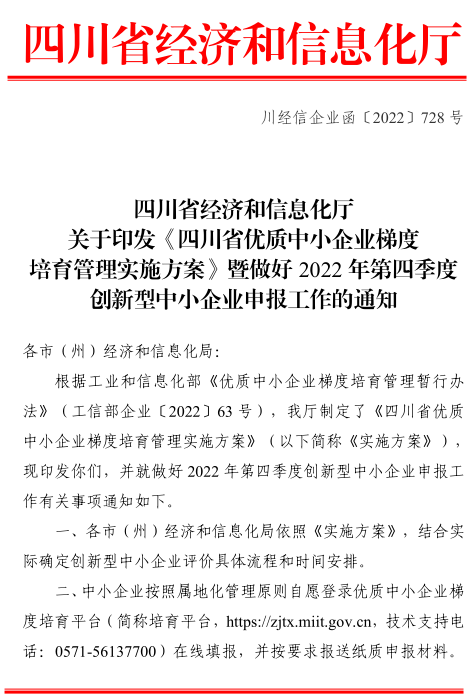 四川省经济和信息化厅
川经信企业函〔2022〕728 号
四川省经济和信息化厅
关于印发《四川省优质中小企业梯度
培育管理实施方案》暨做好 2022 年第四季度
创新型中小企业申报工作的通知
各市（州）经济和信息化局：
根据工业和信息化部《优质中小企业梯度培育管理暂行办
法》（工信部企业〔2022〕63 号），我厅制定了《四川省优质
中小企业梯度培育管理实施方案》（以下简称《实施方案》），
现印发你们，并就做好 2022 年第四季度创新型中小企业申报工
作有关事项通知如下。
一、各市（州）经济和信息化局依照《实施方案》，结合实
际确定创新型中小企业评价具体流程和时间安排。
二、中小企业按照属地化管理原则自愿登录优质中小企业梯
度培育平台（简称培育平台，https://zjtx.miit.gov.cn，技术支持电
话：0571-56137700）在线填报，并按要求报送纸质申报材料。